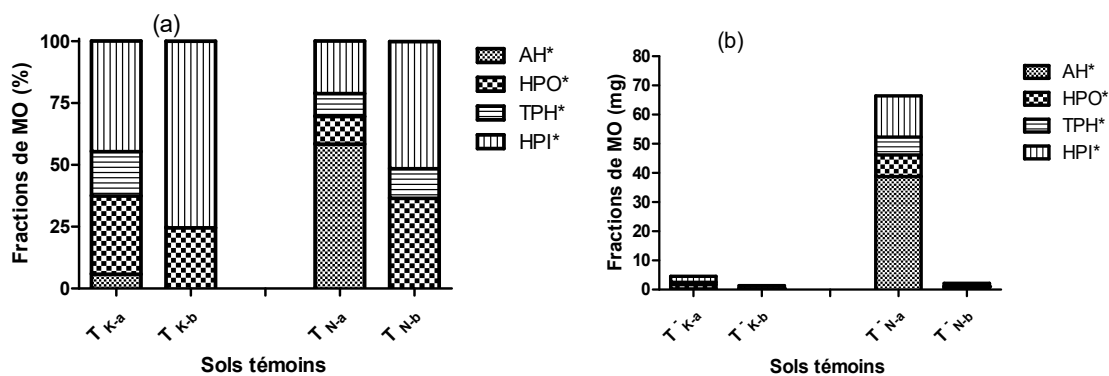 (a)
Fractions de MO (%)
100
75
50
25
0
T K-a
T K-b
T N-a
T N-b
Sols témoins
AH*
HPO*
TPH*
HPI*
(b)
Fractions de MO (mg)
80
70
60
50
40
30
20
10
0
T- K-a
T- K-b
T- N-a
T- N-b
Sols témoins
AH*
HPO*
TPH*
HPI*